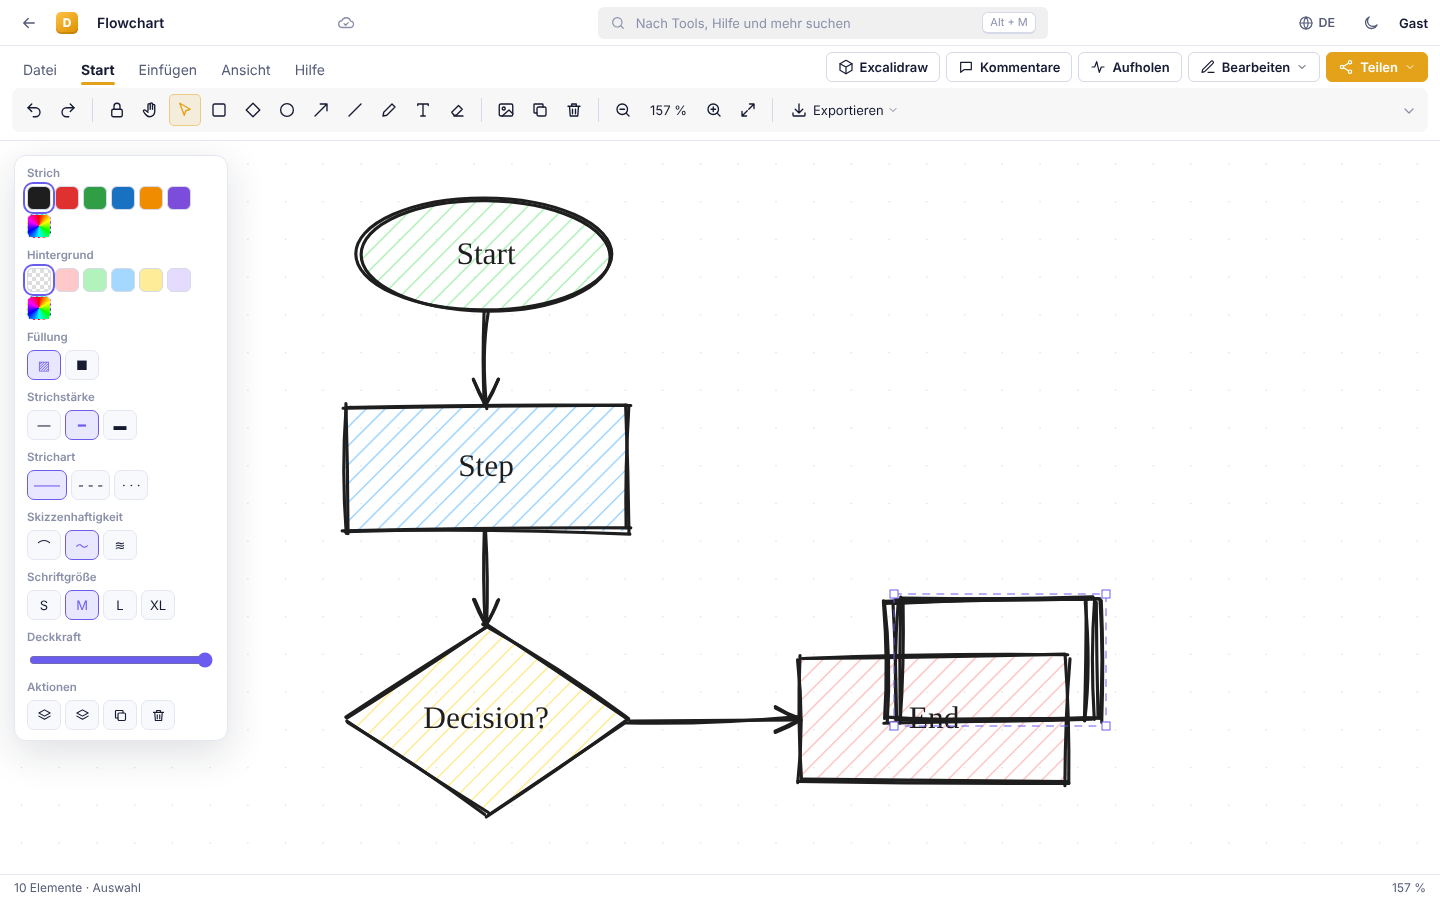 D
Flowchart
Nach Tools, Hilfe und mehr suchen
Alt + M
DE
Gast
Datei
Start
Einfügen
Ansicht
Hilfe
Excalidraw
Kommentare
Aufholen
Bearbeiten
Teilen
157 %
Exportieren
Strich
Hintergrund
Füllung
Strichstärke
Strichart
Skizzenhaftigkeit
Schriftgröße
S
M
L
XL
Deckkraft
Aktionen
Start
Step
Decision?
End
10 Elemente · Auswahl
157 %